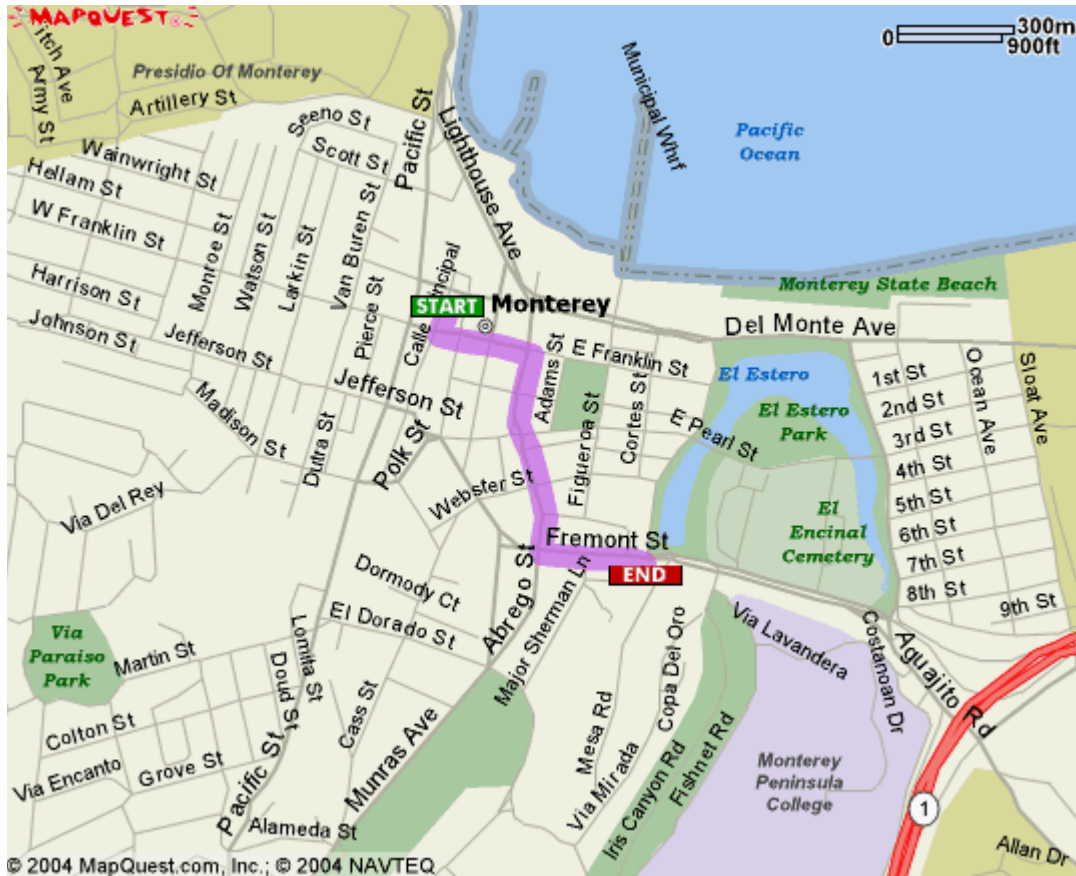 MAPQUEST
300m
0
900ft
itch Ave
Army St
Presidio Of Monterey
Artillery St
Pacific St
Lighthouse Ave
Municipal Whrf
Pacific
Ocean
Seeno St
Scott St
Wainwright St
Hellam St
W Franklin St
Harrison St
Johnson St
Monroe St
Watson St
Larkin St
Van Buren St
Pierce St
Calle
ncipal
START
Monterey
Monterey State Beach
Del Monte Ave
E Franklin St
Adams St
Jefferson St
Jefferson St
Madison St
Dutra St
Polk St
Webster St
Figueroa St
Cortes St
E Pearl St
El Estero
El Estero
Park
El
Encinal
Cemetery
1st St
2nd St
3rd St
4th St
5th St
6th St
7th St
8th St
9th St
Ocean Ave
Sloat Ave
Via Del Rey
Fremont St
END
Dormody Ct
El Dorado St
Abrego St
Major Sherman Ln
Via
Paraiso
Park
Martin St
Lomita St
Doud St
Cass St
Colton St
Via Encanto
Grove St
Pacific St
Munras Ave
Alameda St
Mesa Rd
Via Mirada
Copa Del Oro
Iris Canyon Rd
Fishnet Rd
Via Lavandera
Costanoan Dr
Aguajito Rd
Monterey
Peninsula
College
1
Allan Dr
© 2004 MapQuest.com, Inc.; © 2004 NAVTEQ